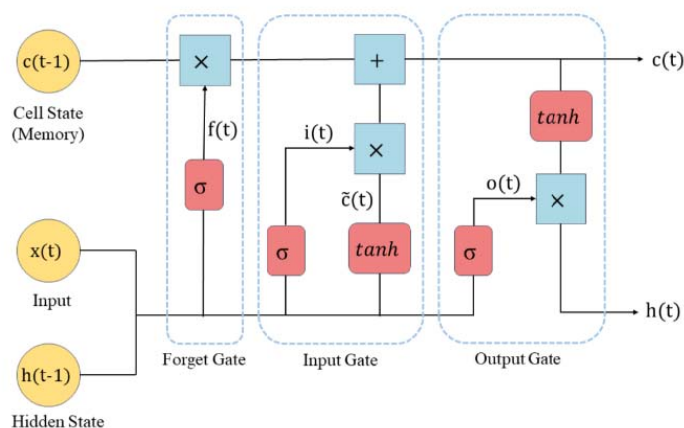 c(t-1)
Cell State
(Memory)
×
+
c(t)
tanh
f(t)
i(t)
×
σ
c̃(t)
o(t)
×
x(t)
Input
σ
tanh
σ
h(t)
h(t-1)
Hidden State
Forget Gate
Input Gate
Output Gate